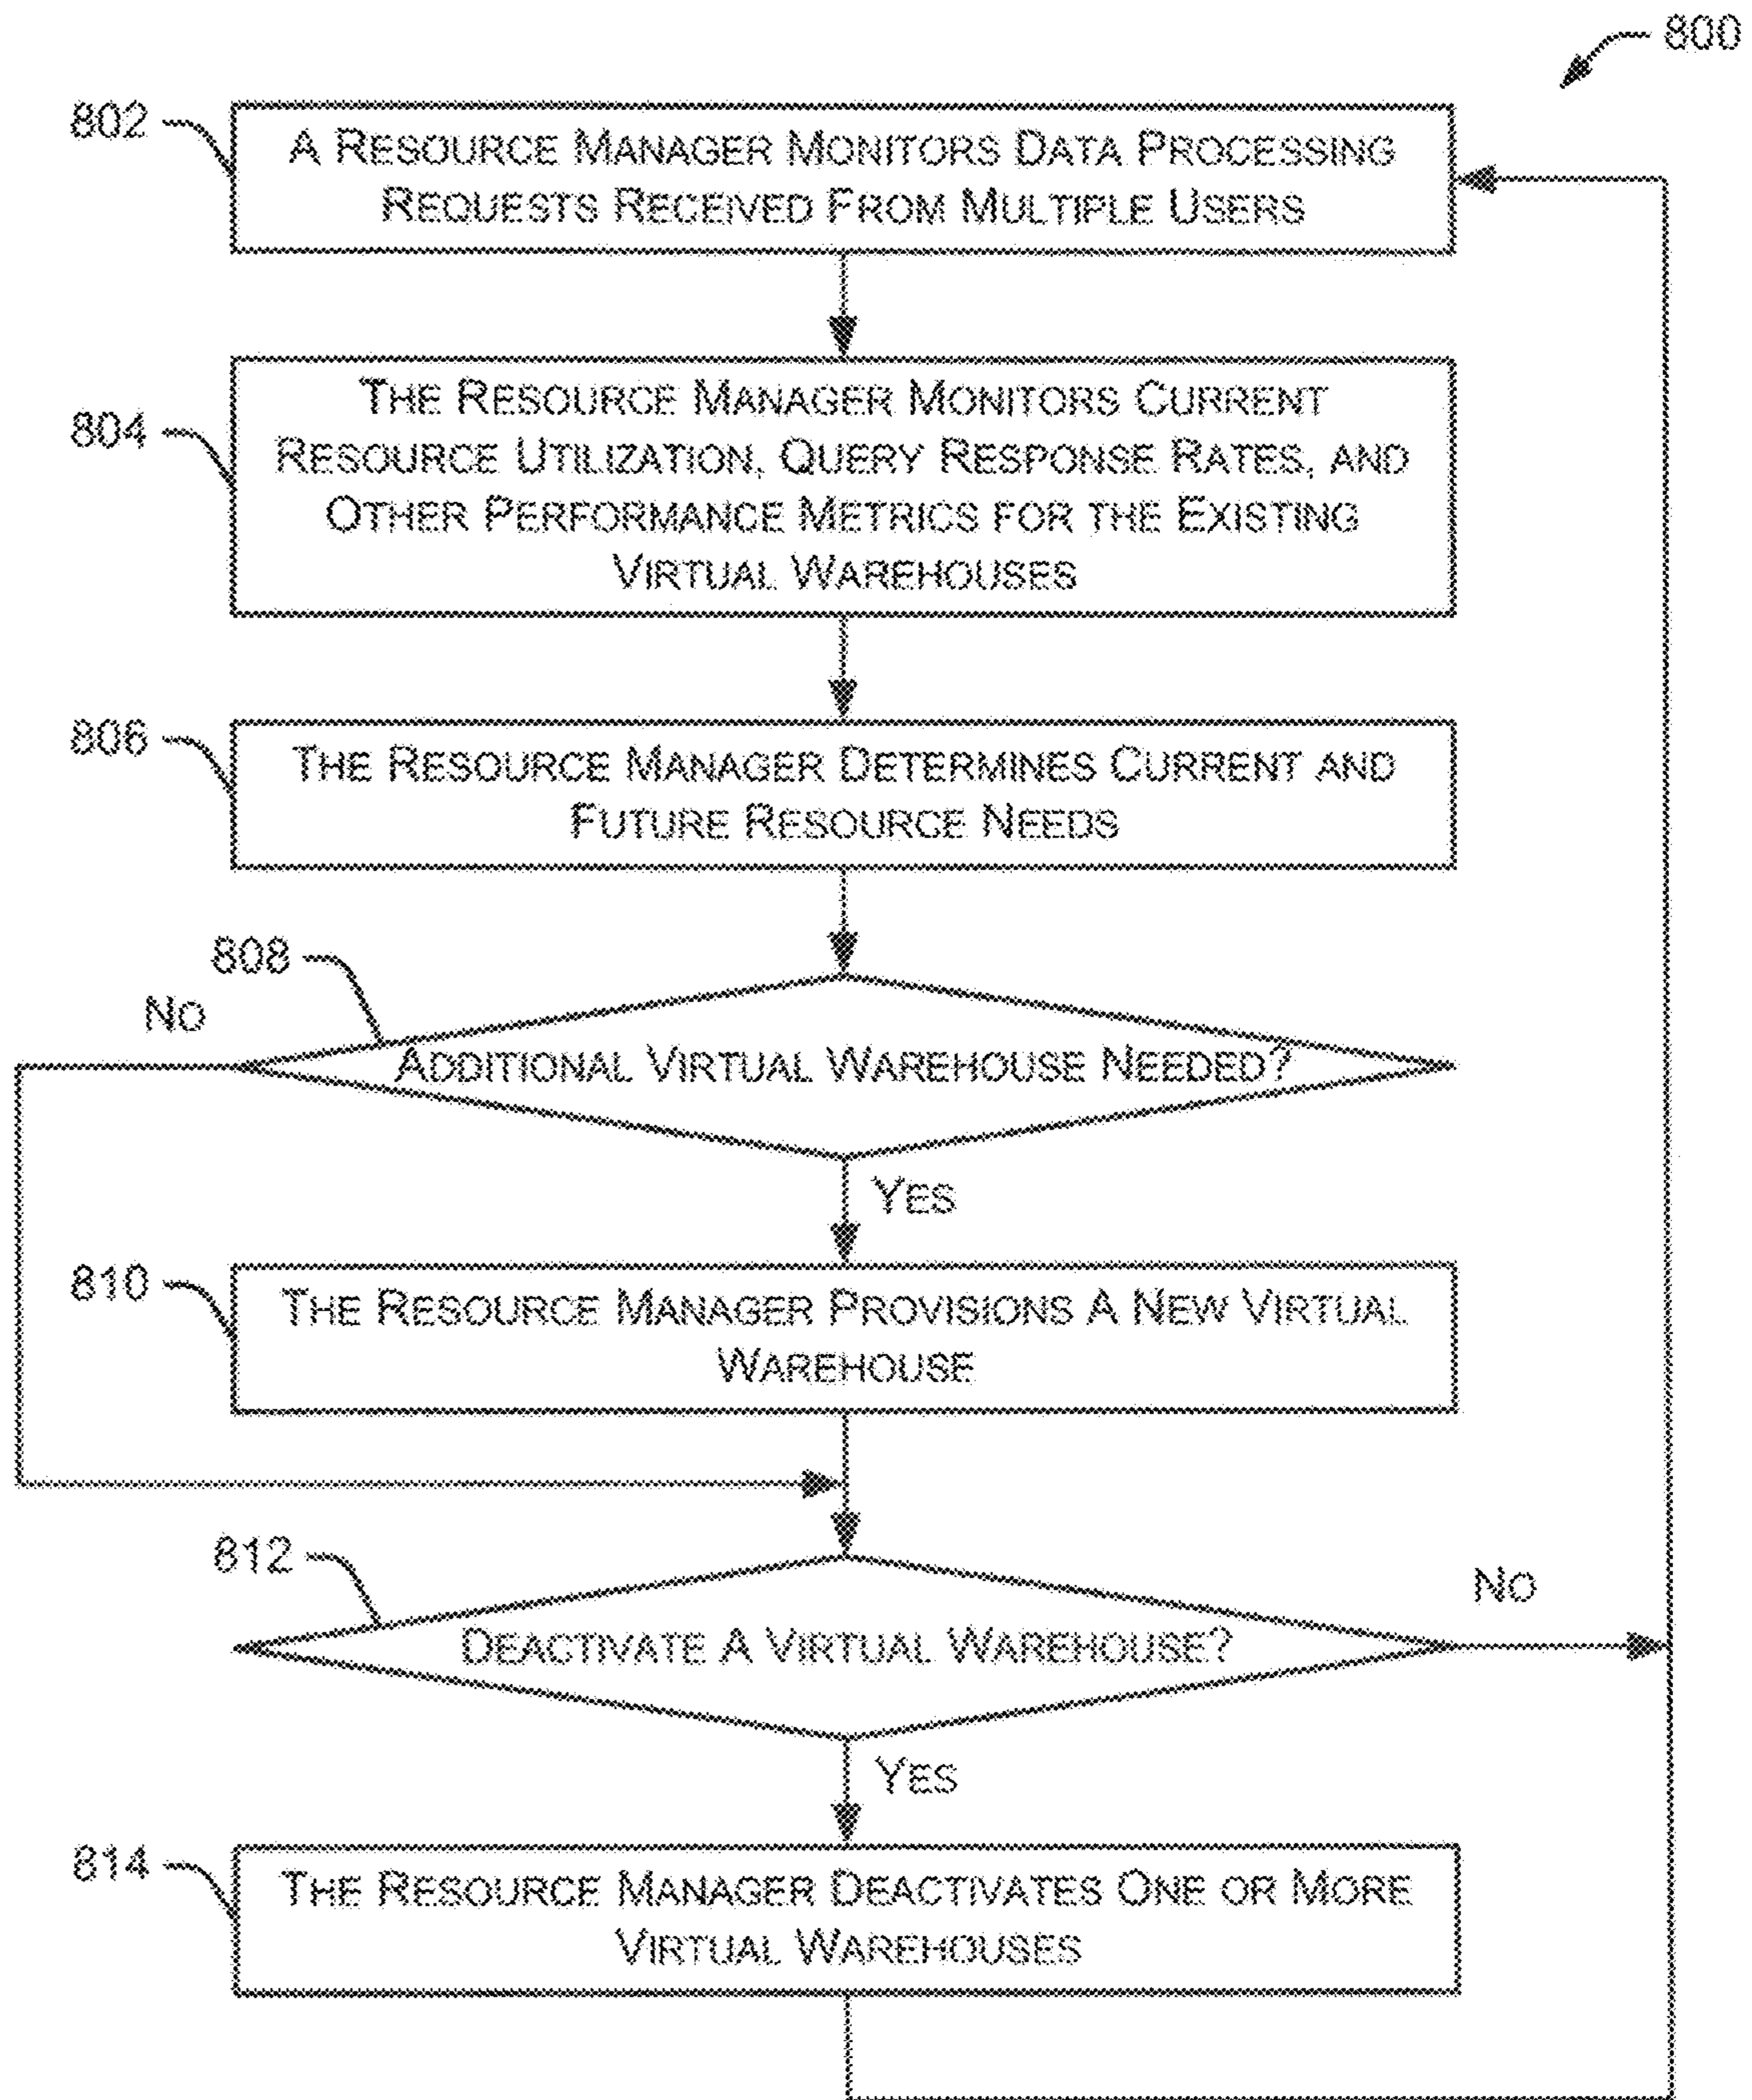 800
802
A RESOURCE MANAGER MONITORS DATA PROCESSING
REQUESTS RECEIVED FROM MULTIPLE USERS
804
THE RESOURCE MANAGER MONITORS CURRENT
RESOURCE UTILIZATION, QUERY RESPONSE RATES, AND
OTHER PERFORMANCE METRICS FOR THE EXISTING
VIRTUAL WAREHOUSES
806
THE RESOURCE MANAGER DETERMINES CURRENT AND
FUTURE RESOURCE NEEDS
808
NO
ADDITIONAL VIRTUAL WAREHOUSE NEEDED?
YES
810
THE RESOURCE MANAGER PROVISIONS A NEW VIRTUAL
WAREHOUSE
812
NO
DEACTIVATE A VIRTUAL WAREHOUSE?
YES
814
THE RESOURCE MANAGER DEACTIVATES ONE OR MORE
VIRTUAL WAREHOUSES